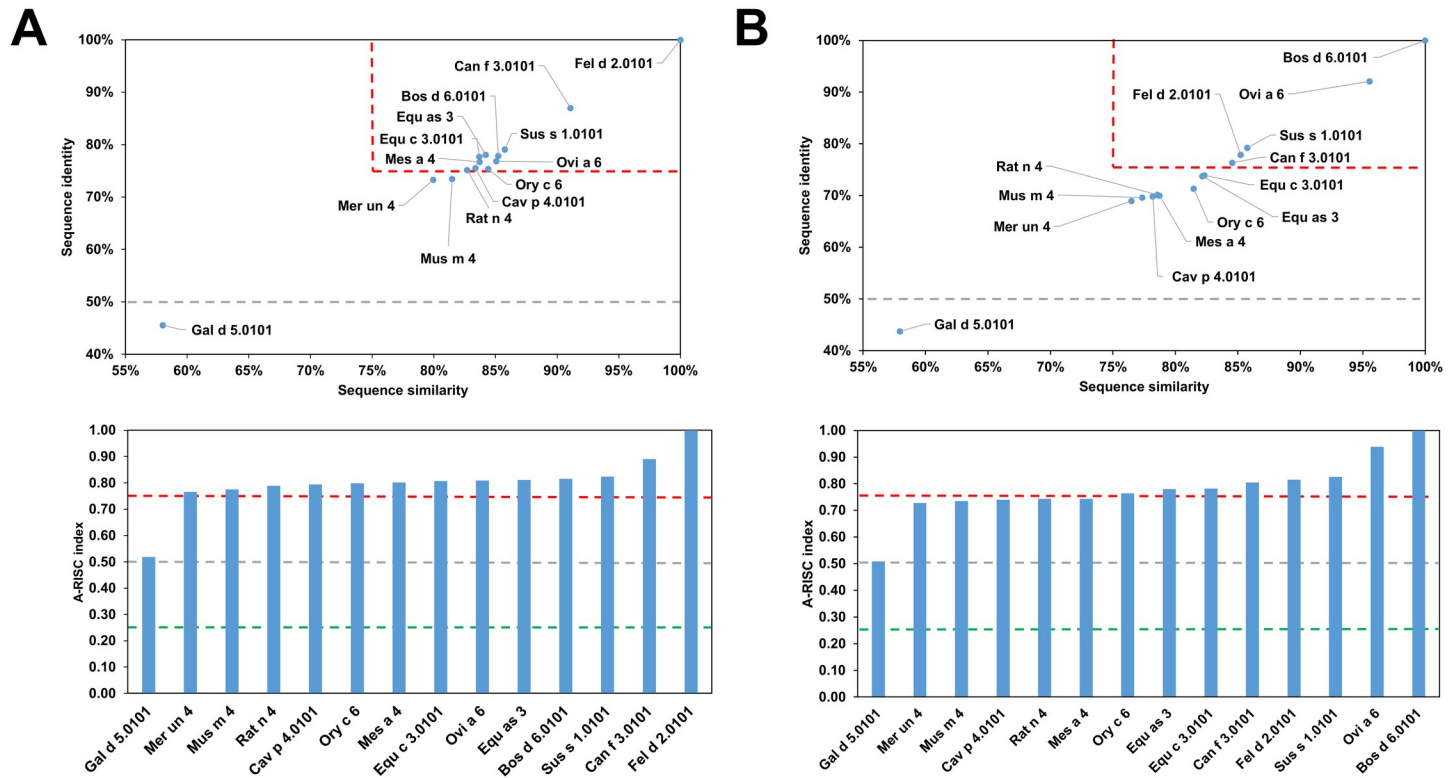 A
100%
90%
80%
70%
60%
50%
40%
Sequence identity
Fel d 2.0101
Can f 3.0101
Bos d 6.0101
Equ as 3
Equ c 3.0101
Sus s 1.0101
Mes a 4
Ovi a 6
Mer un 4
Ory c 6
Cav p 4.0101
Rat n 4
Mus m 4
Gal d 5.0101
55% 60% 65% 70% 75% 80% 85% 90% 95% 100%
Sequence similarity
B
100%
90%
80%
70%
60%
50%
40%
Sequence identity
Bos d 6.0101
Fel d 2.0101
Ovi a 6
Sus s 1.0101
Can f 3.0101
Rat n 4
Equ c 3.0101
Mus m 4
Equ as 3
Mer un 4
Ory c 6
Mes a 4
Cav p 4.0101
Gal d 5.0101
55% 60% 65% 70% 75% 80% 85% 90% 95% 100%
Sequence similarity
1.00
0.90
0.80
0.70
0.60
0.50
0.40
0.30
0.20
0.10
0.00
A-RISC index
Gal d 5.0101
Mer un 4
Mus m 4
Rat n 4
Cav p 4.0101
Ory c 6
Mes a 4
Equ c 3.0101
Ovi a 6
Equ as 3
Bos d 6.0101
Sus s 1.0101
Can f 3.0101
Fel d 2.0101
1.00
0.90
0.80
0.70
0.60
0.50
0.40
0.30
0.20
0.10
0.00
A-RISC index
Gal d 5.0101
Mer un 4
Mus m 4
Cav p 4.0101
Rat n 4
Mes a 4
Ory c 6
Equ as 3
Equ c 3.0101
Can f 3.0101
Fel d 2.0101
Sus s 1.0101
Ovi a 6
Bos d 6.0101